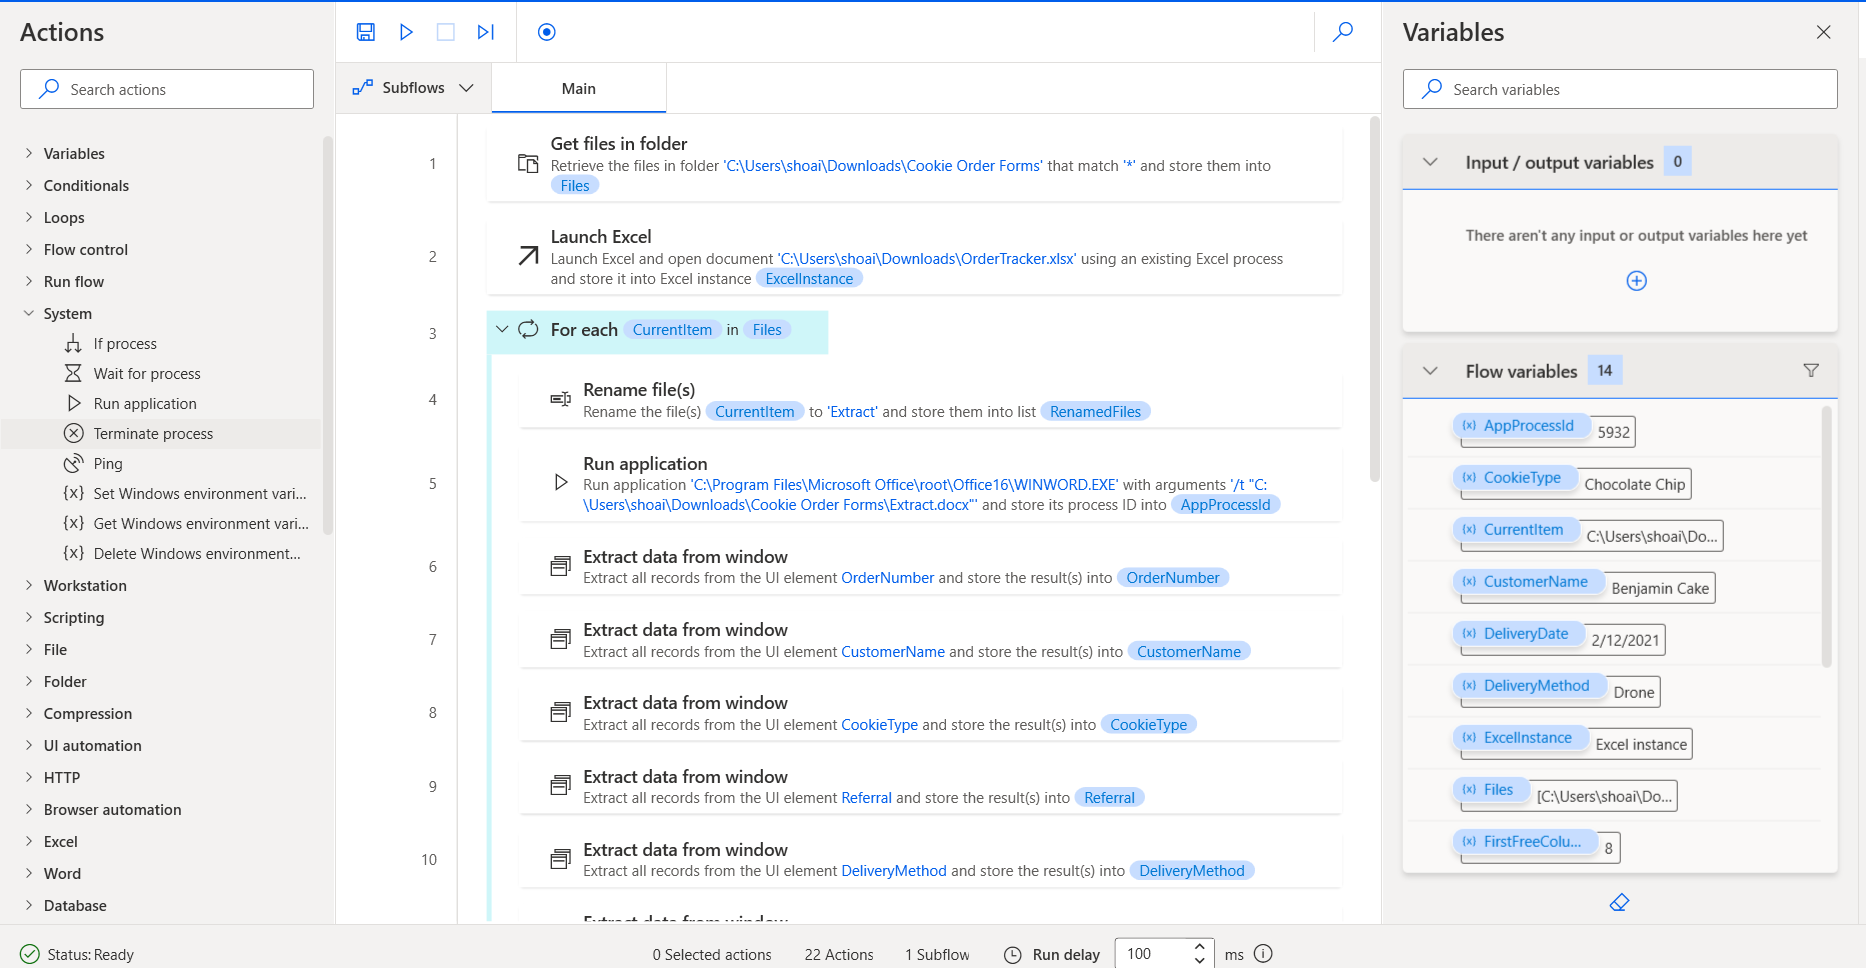 Actions
Search actions
Variables
Conditionals
Loops
Flow control
Run flow
System
If process
Wait for process
Run application
Terminate process
Ping
{x} Set Windows environment vari...
{x} Get Windows environment vari...
{x} Delete Windows environment...
Workstation
Scripting
File
Folder
Compression
UI automation
HTTP
Browser automation
Excel
Word
Database
Subflows
Main
1
Get files in folder
Retrieve the files in folder 'C:\Users\shoai\Downloads\Cookie Order Forms' that match '*' and store them into
Files
2
Launch Excel
Launch Excel and open document 'C:\Users\shoai\Downloads\OrderTracker.xlsx' using an existing Excel process
and store it into Excel instance ExcelInstance
3
For each CurrentItem in Files
4
Rename file(s)
Rename the file(s) CurrentItem to 'Extract' and store them into list RenamedFiles
5
Run application
Run application 'C:\Program Files\Microsoft Office\root\Office16\WINWORD.EXE' with arguments '/t "C:
\Users\shoai\Downloads\Cookie Order Forms\Extract.docx"' and store its process ID into AppProcessId
6
Extract data from window
Extract all records from the UI element OrderNumber and store the result(s) into OrderNumber
7
Extract data from window
Extract all records from the UI element CustomerName and store the result(s) into CustomerName
8
Extract data from window
Extract all records from the UI element CookieType and store the result(s) into CookieType
9
Extract data from window
Extract all records from the UI element Referral and store the result(s) into Referral
10
Extract data from window
Extract all records from the UI element DeliveryMethod and store the result(s) into DeliveryMethod
Extract data from window
Variables
Search variables
Input / output variables 0
There aren't any input or output variables here yet
Flow variables 14
(x) AppProcessId 5932
(x) CookieType Chocolate Chip
(x) CurrentItem C:\Users\shoai\Do...
(x) CustomerName Benjamin Cake
(x) DeliveryDate 2/12/2021
(x) DeliveryMethod Drone
(x) ExcelInstance Excel instance
(x) Files [C:\Users\shoai\Do...
(x) FirstFreeColu... 8
Status: Ready
0 Selected actions
22 Actions
1 Subflow
Run delay
100
ms